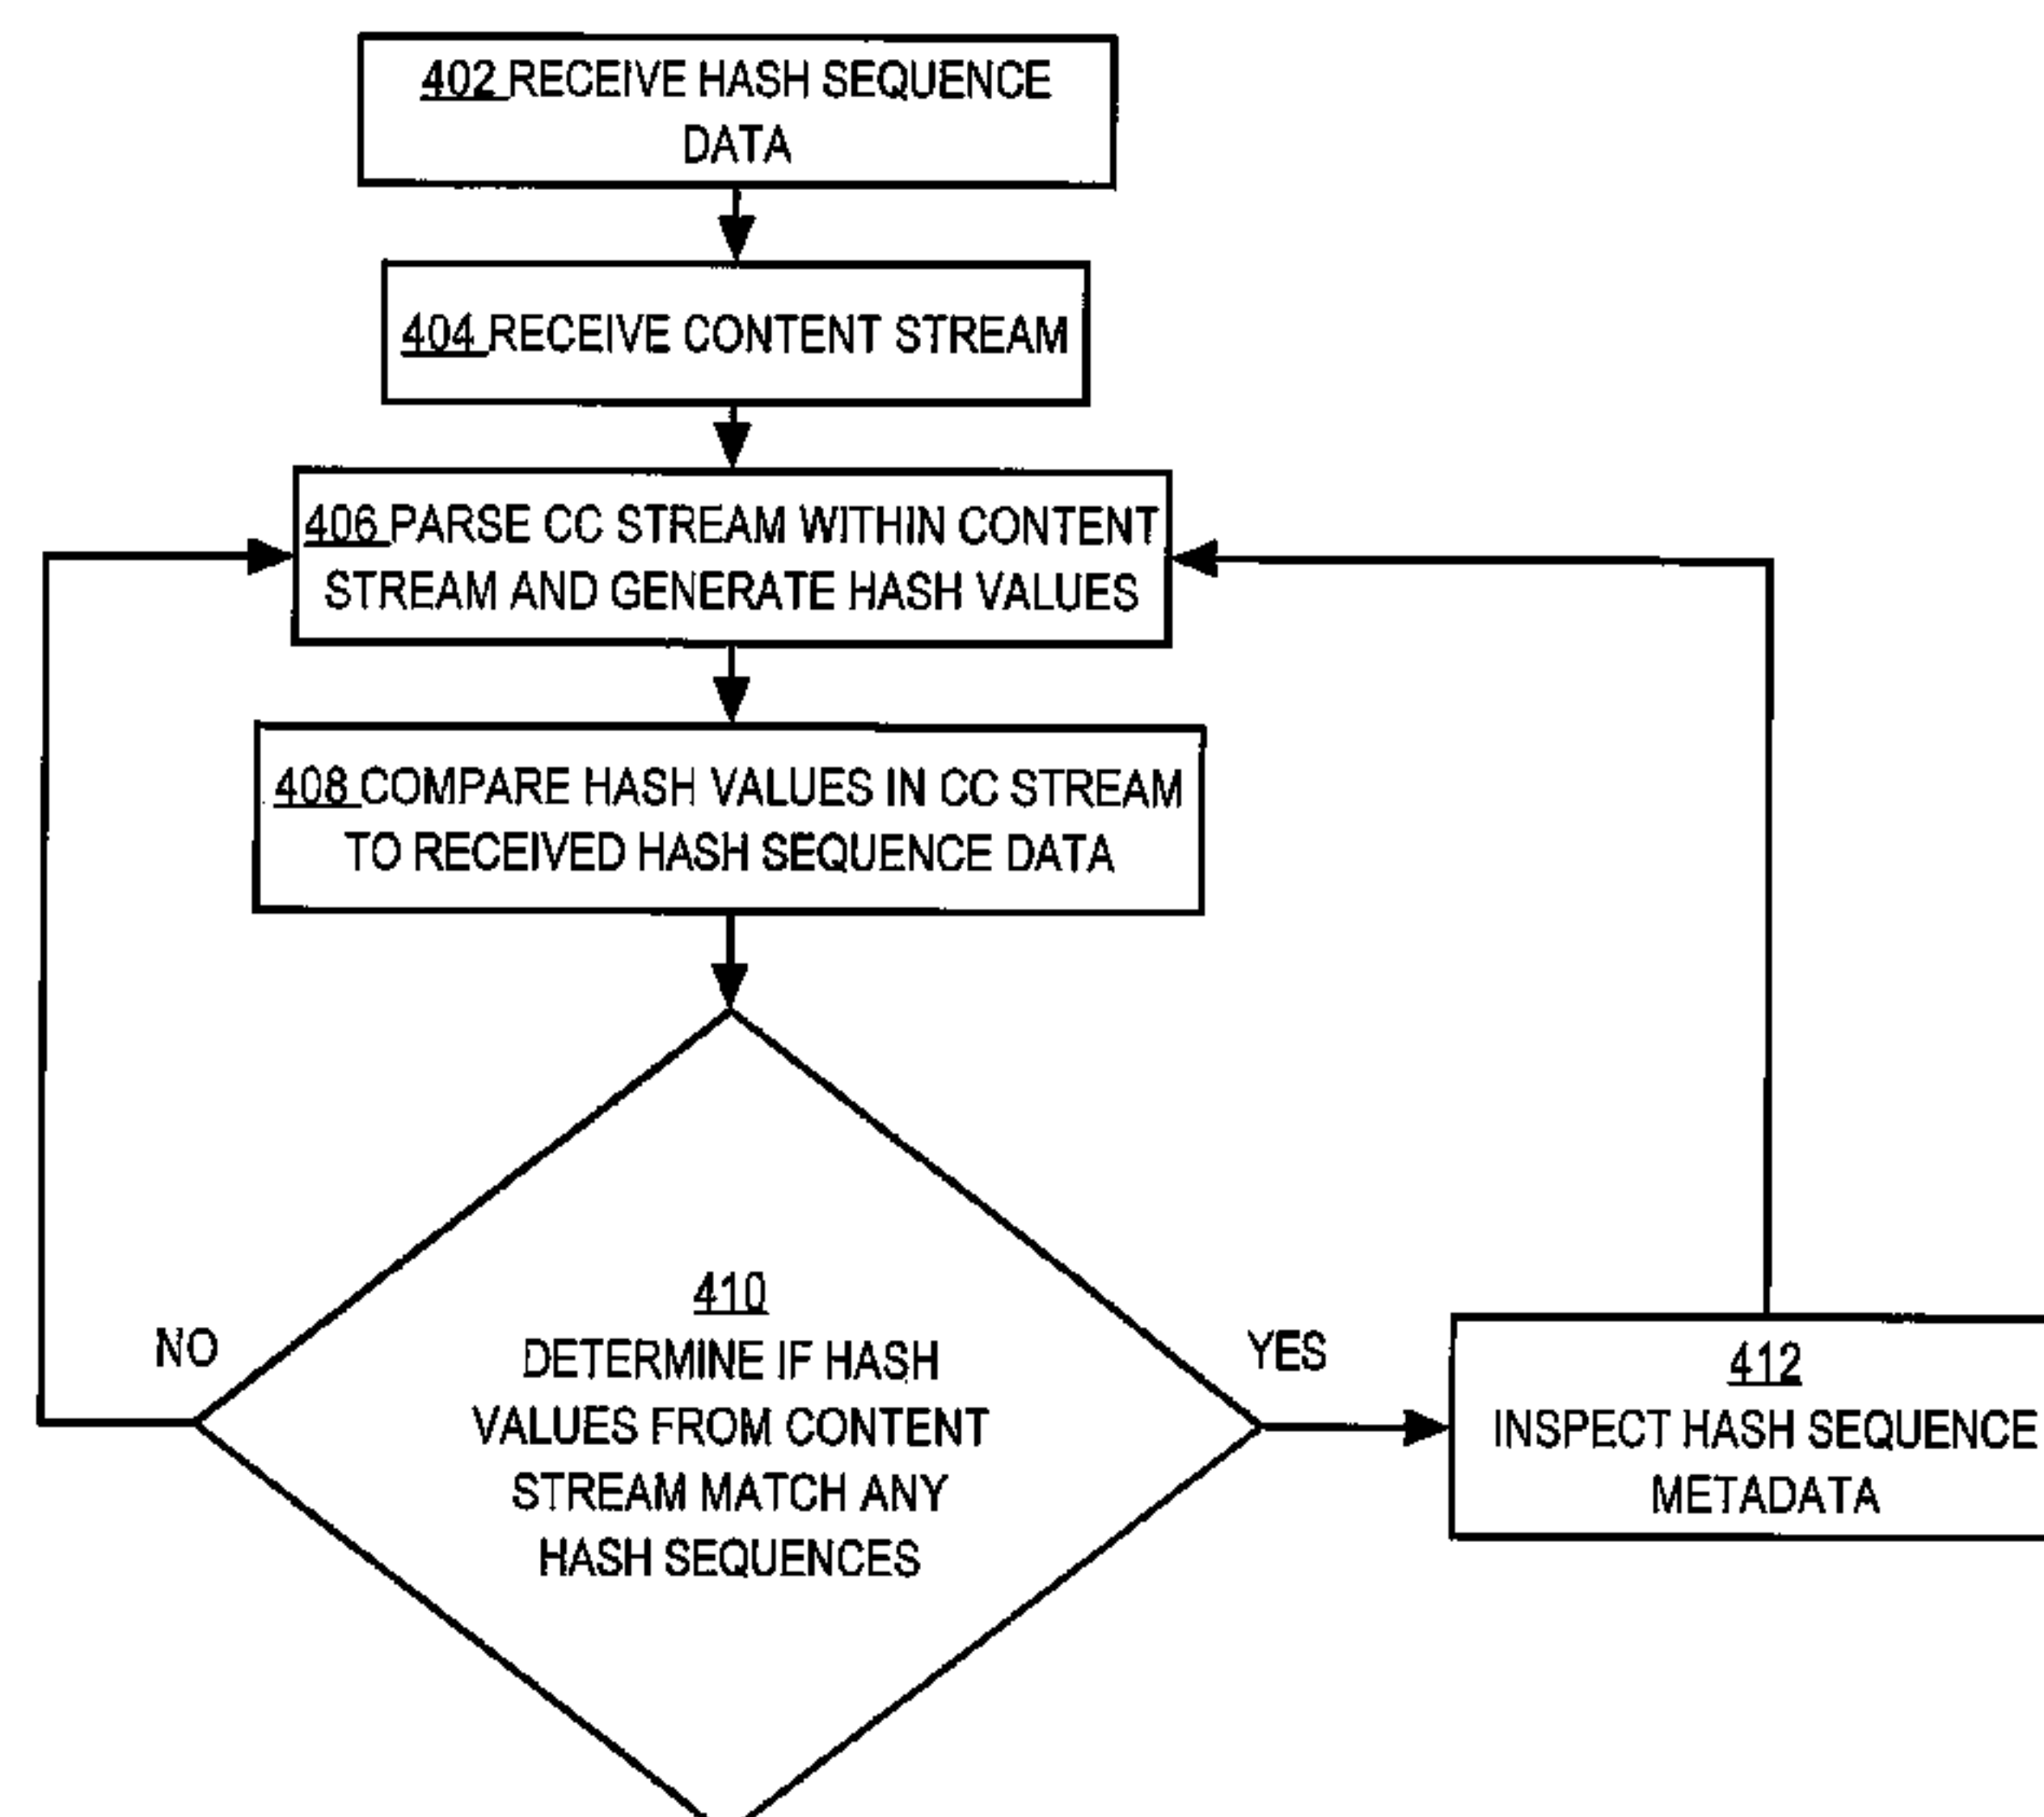 402 RECEIVE HASH SEQUENCE
DATA
404 RECEIVE CONTENT STREAM
406 PARSE CC STREAM WITHIN CONTENT
STREAM AND GENERATE HASH VALUES
408 COMPARE HASH VALUES IN CC STREAM
TO RECEIVED HASH SEQUENCE DATA
410
DETERMINE IF HASH
VALUES FROM CONTENT
STREAM MATCH ANY
HASH SEQUENCES
NO
YES
412
INSPECT HASH SEQUENCE
METADATA